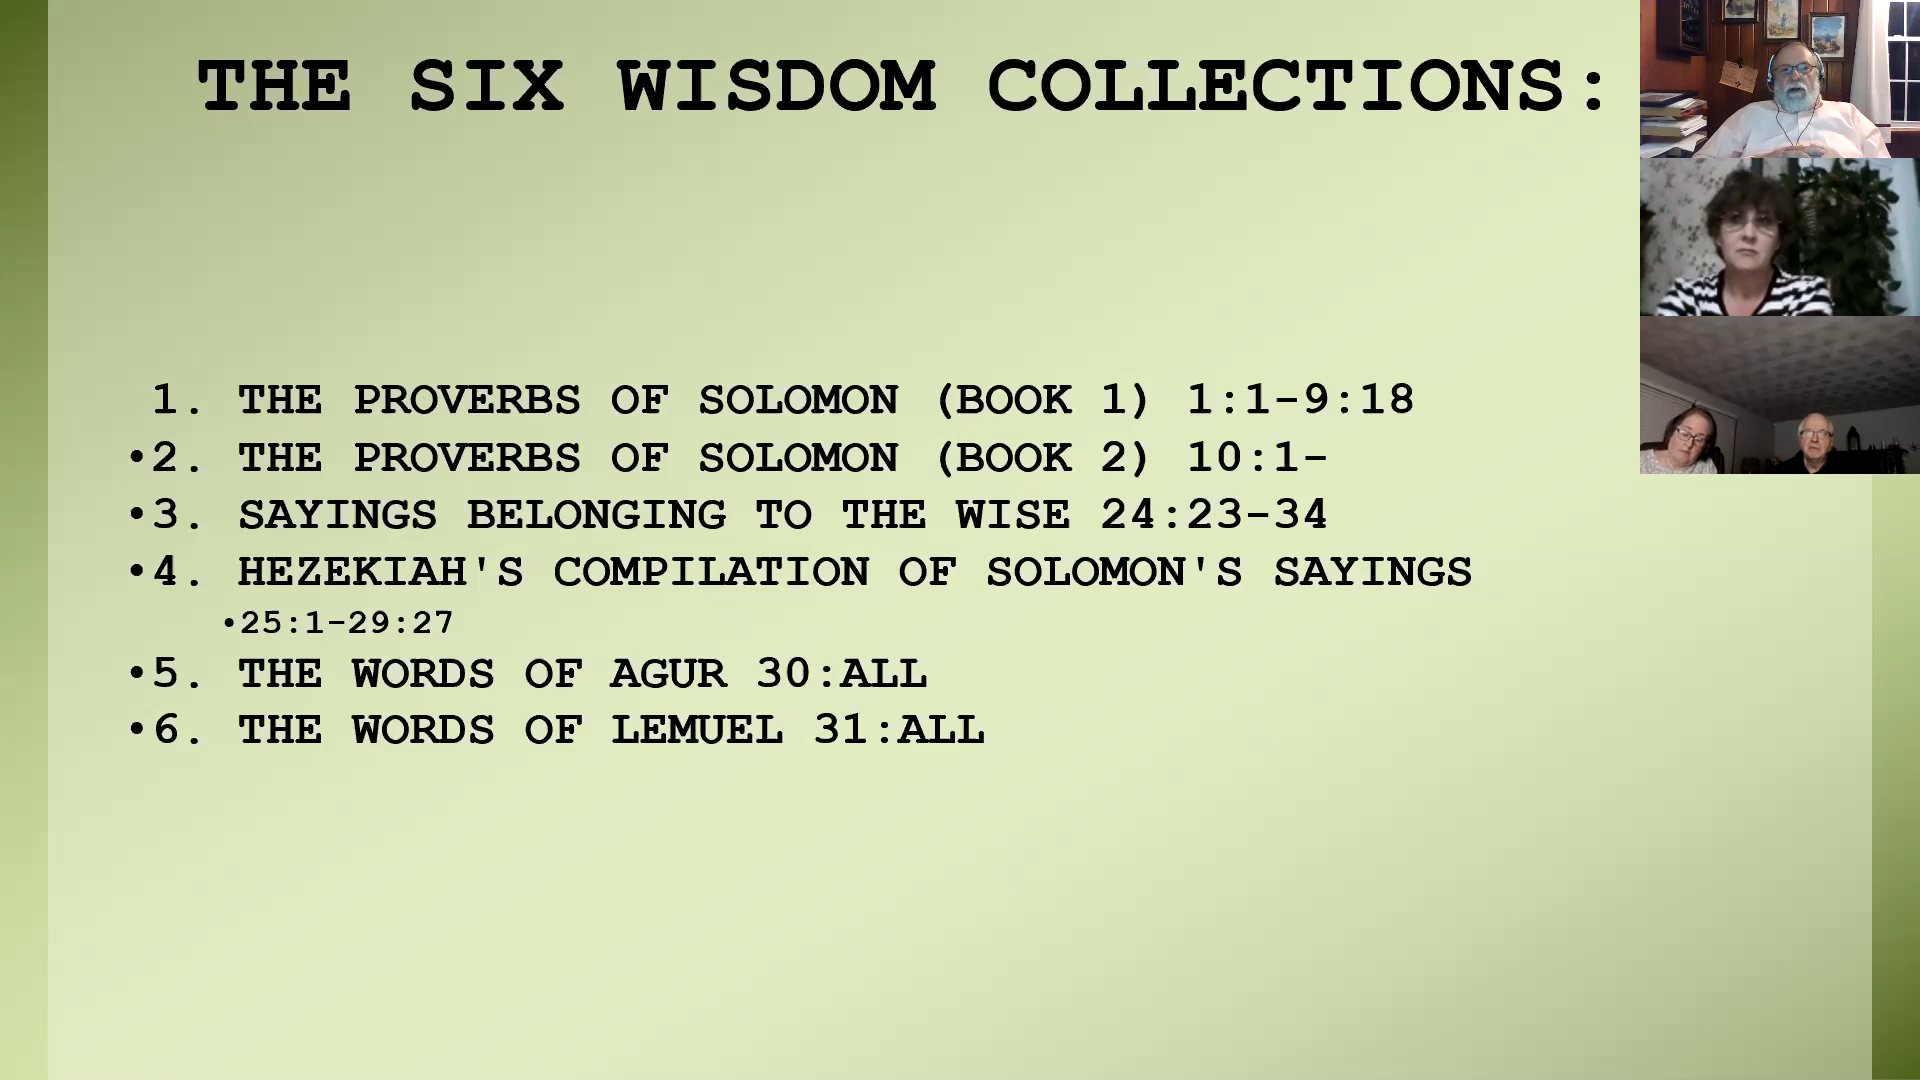 THE SIX WISDOM COLLECTIONS:
1. THE PROVERBS OF SOLOMON (BOOK 1) 1:1-9:18
•2. THE PROVERBS OF SOLOMON (BOOK 2) 10:1-
•3. SAYINGS BELONGING TO THE WISE 24:23-34
•4. HEZEKIAH'S COMPILATION OF SOLOMON'S SAYINGS
•25:1-29:27
•5. THE WORDS OF AGUR 30:ALL
•6. THE WORDS OF LEMUEL 31:ALL